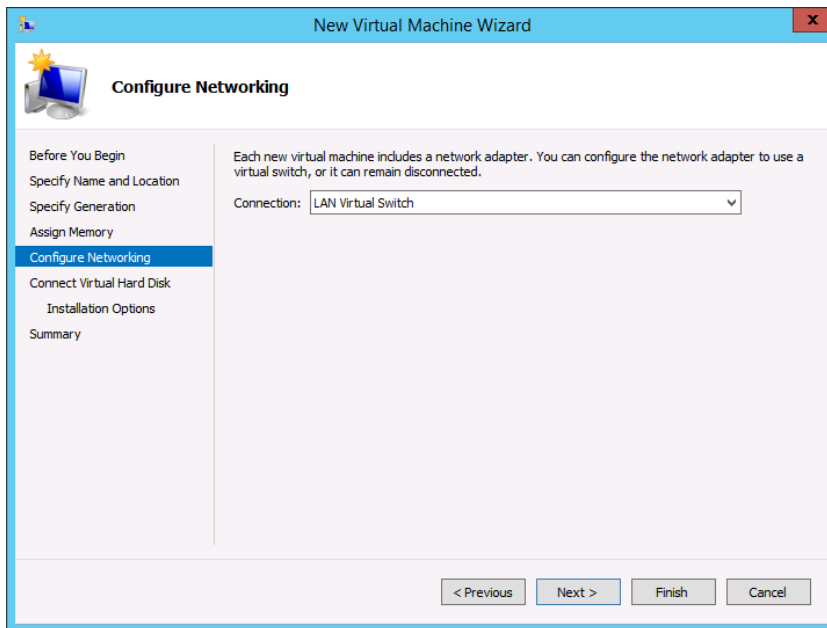 New Virtual Machine Wizard
x
Configure Networking
Before You Begin
Specify Name and Location
Specify Generation
Assign Memory
Configure Networking
Connect Virtual Hard Disk
Installation Options
Summary
Each new virtual machine includes a network adapter. You can configure the network adapter to use a
virtual switch, or it can remain disconnected.
Connection: LAN Virtual Switch
< Previous Next > Finish Cancel